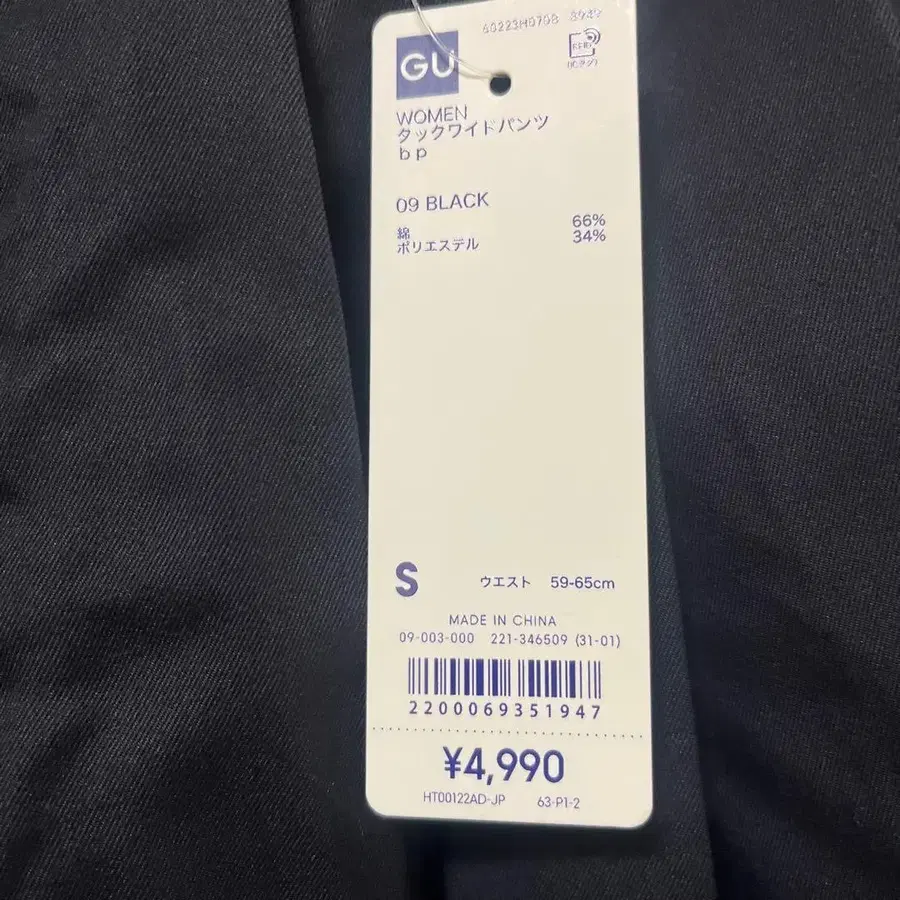 60223H070B
GU
WOMEN
タックワイドパンツ
bp
09 BLACK
綿 66%
ポリエステル 34%
S ウエスト 59-65cm
MADE IN CHINA
09-003-000 221-346509 (31-01)
2200069351947
¥4,990
HT00122AD-JP 63-P1-2